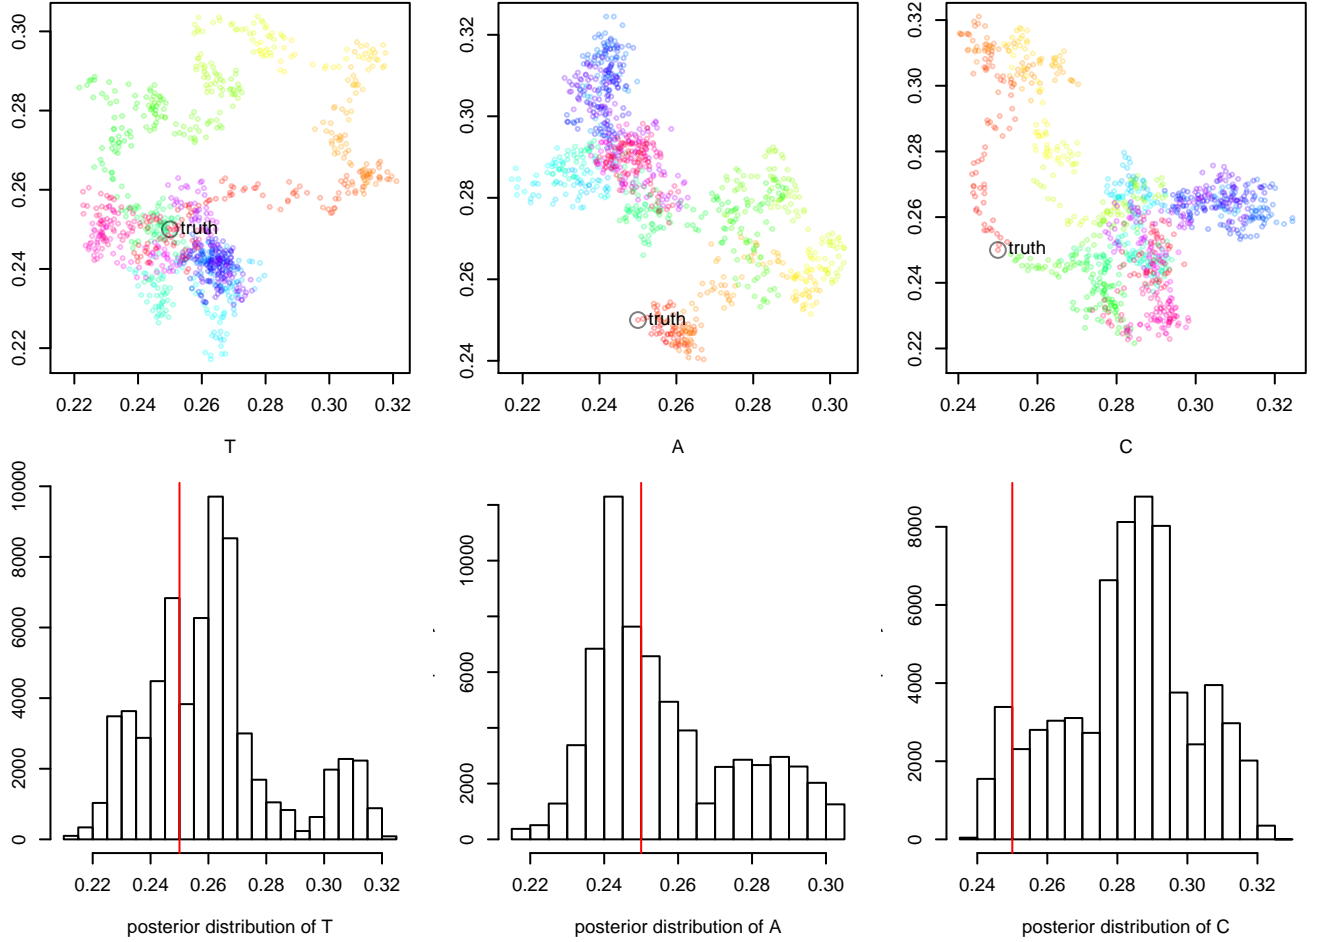 0.22 0.24 0.26 0.28 0.30
truth
0.22 0.24 0.26 0.28 0.30 0.32
T
0.24 0.26 0.28 0.30 0.32
truth
0.22 0.24 0.26 0.28 0.30
A
0.22 0.24 0.26 0.28 0.30 0.32
truth
0.24 0.26 0.28 0.30 0.32
C
0 2000 4000 6000 8000 10000
0.22 0.24 0.26 0.28 0.30 0.32
posterior distribution of T
0 2000 6000 10000
0.22 0.24 0.26 0.28 0.30
posterior distribution of A
0 2000 4000 6000 8000
0.24 0.26 0.28 0.30 0.32
posterior distribution of C